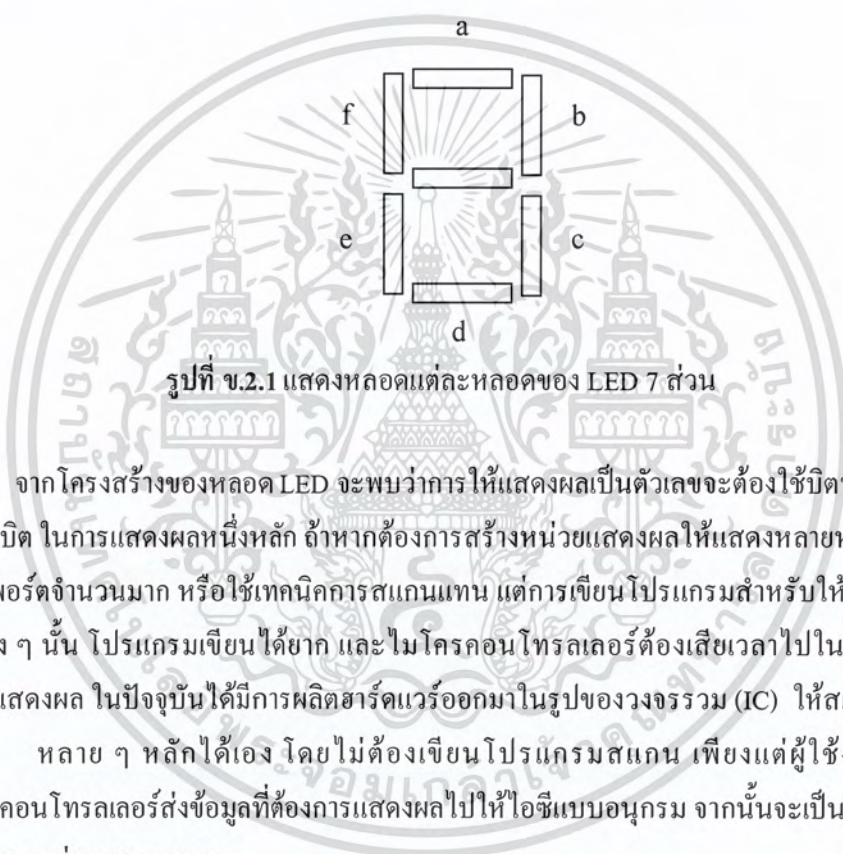 a
f
b
e
c
d
รูปที่ ข.2.1 แสดงหลอดแต่ละหลอดของ LED 7 ส่วน
จากโครงสร้างของหลอด LED จะพบว่าการให้แสดงผลเป็นตัวเลขจะต้องใช้บิต
บิต ในการแสดงผลหนึ่งหลัก ถ้าหากต้องการสร้างหน่วยแสดงผลให้แสดงหลาย
พอร์ตจำนวนมาก หรือใช้เทคนิคการสแกนแทน แต่การเขียนโปรแกรมสำหรับให้
ง ๆ นั้น โปรแกรมเขียนได้ยาก และไมโครคอนโทรลเลอร์ต้องเสียเวลาไปใน
แสดงผล ในปัจจุบันได้มีการผลิตฮาร์ดแวร์ออกมาในรูปของวงจรรวม (IC) ให้
หลาย ๆ หลักได้เอง โดยไม่ต้องเขียนโปรแกรมสแกน เพียงแต่ผู้ใช้
คอนโทรลเลอร์ส่งข้อมูลที่ต้องการแสดงผลไปให้ไอซีแบบอนุกรม จากนั้นจะเป็น